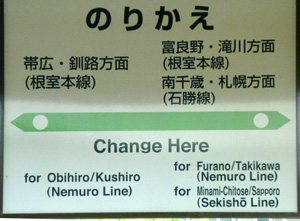 のりかえ
帯広・釧路方面
(根室本線)
富良野・滝川方面
(根室本線)
南千歳・札幌方面
(石勝線)
Change Here
for Obihiro/Kushiro
(Nemuro Line)
for Furano/Takikawa
(Nemuro Line)
for Minami-Chitose/Sapporo
(Sekishō Line)